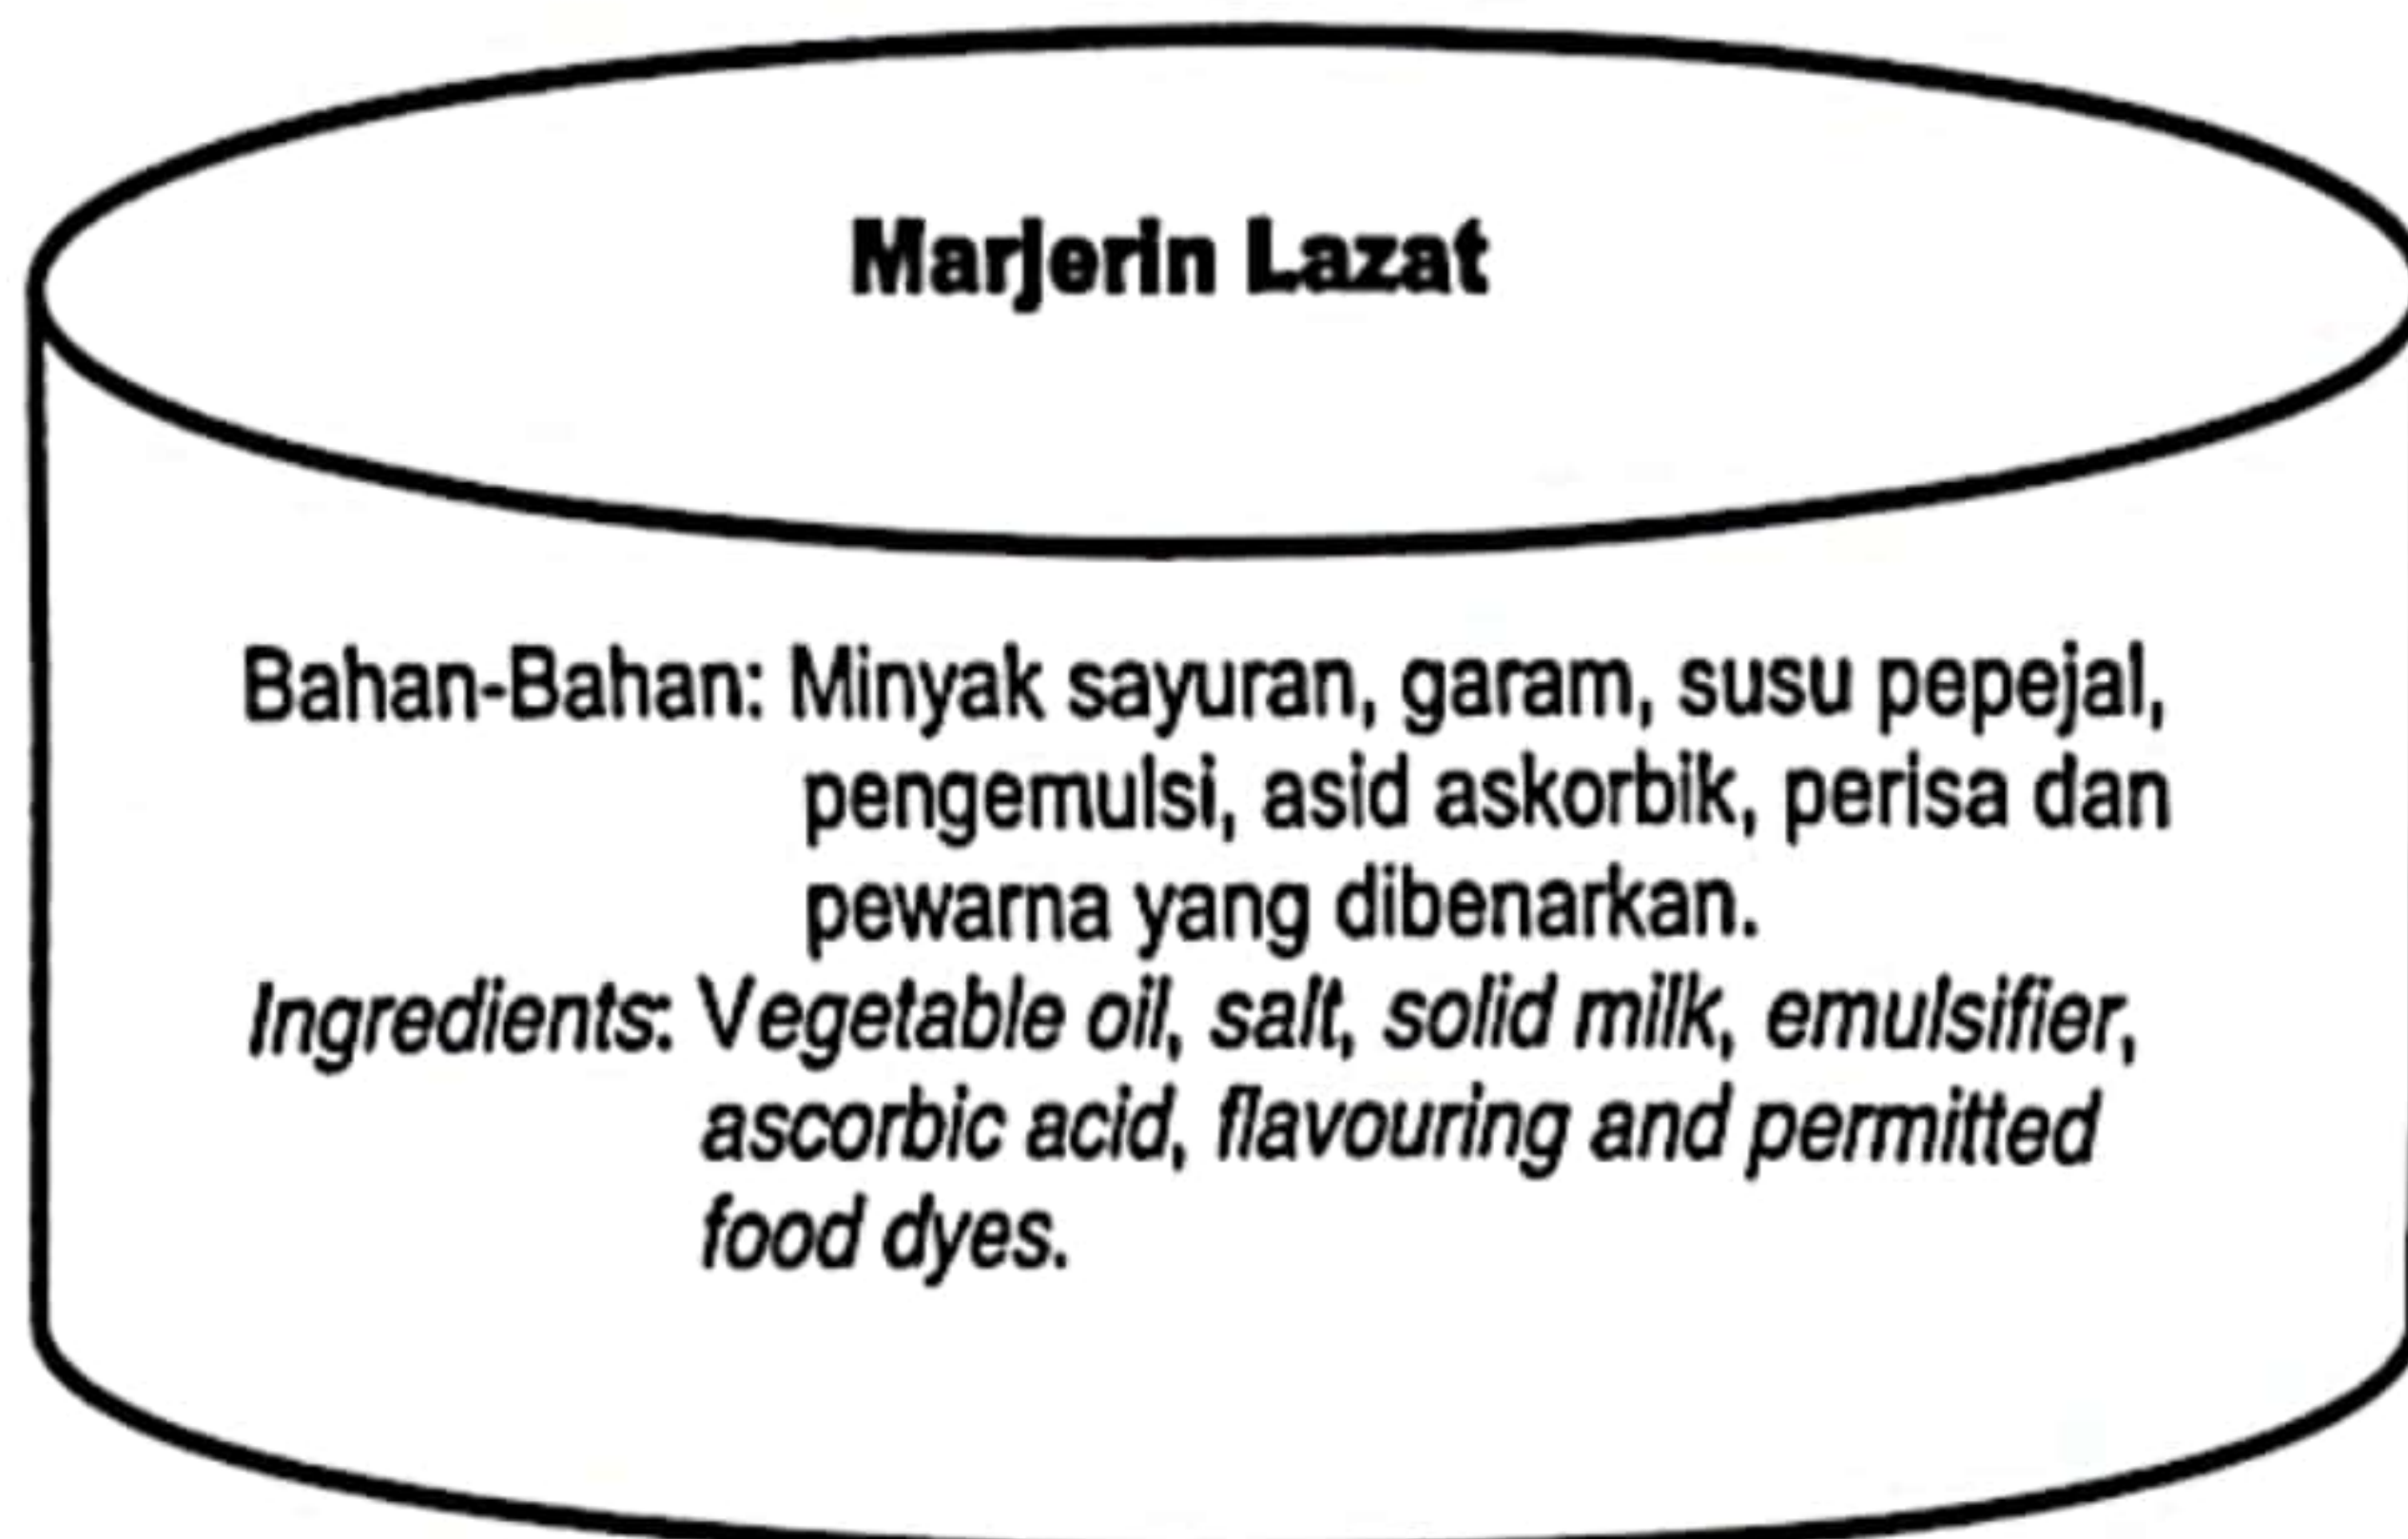 Marjerin Lazat
Bahan-Bahan: Minyak sayuran, garam, susu pepejal,
pengemulsi, asid askorbik, perisa dan
pewarna yang dibenarkan.
Ingredients: Vegetable oil, salt, solid milk, emulsifier,
ascorbic acid, flavouring and permitted
food dyes.